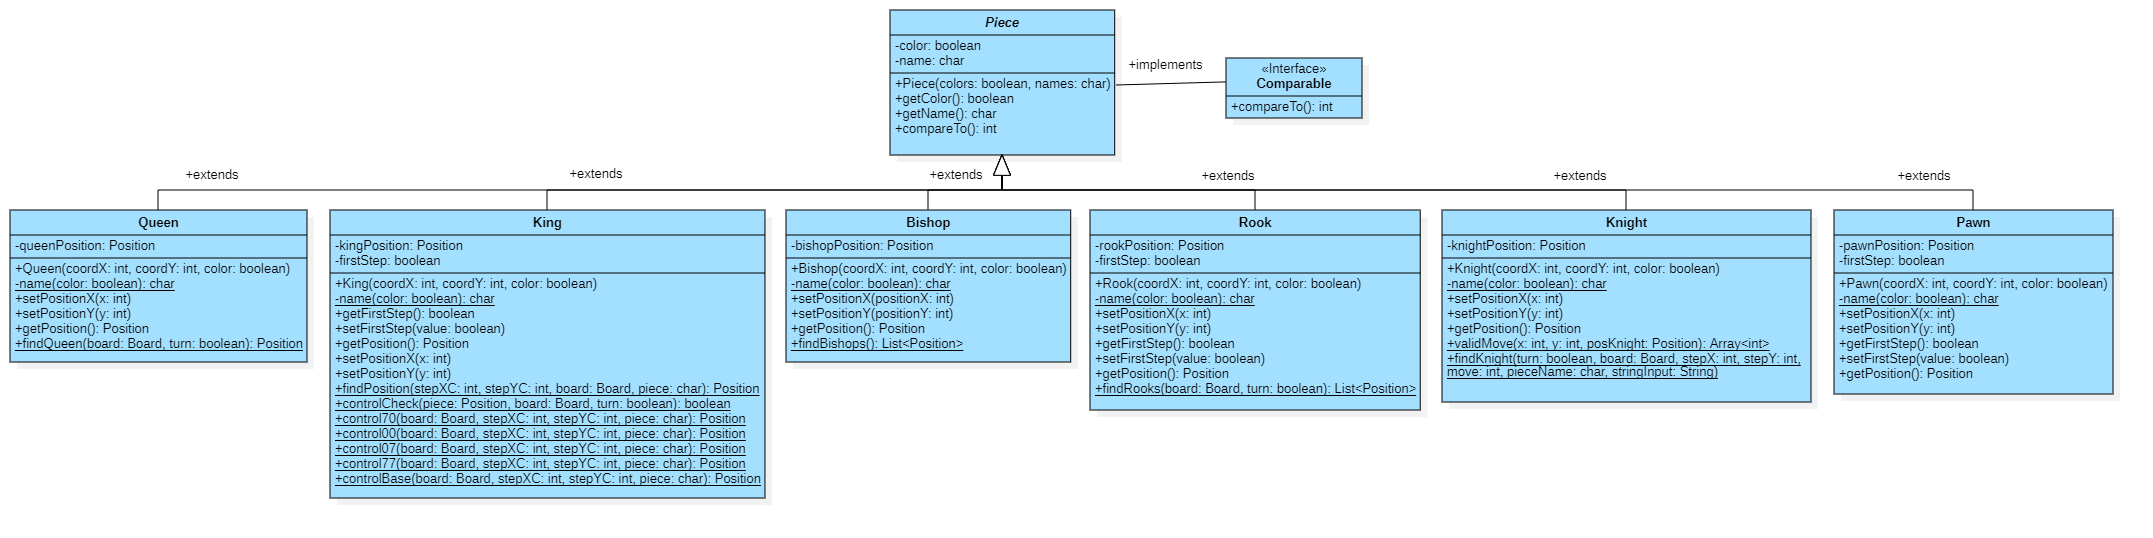 Piece
-color: boolean
-name: char
+Piece(colors: boolean, names: char)
+getColor(): boolean
+getName(): char
+compareTo(): int
+implements
«Interface»
Comparable
+compareTo(): int
+extends
+extends
+extends
+extends
+extends
+extends
Queen
-queenPosition: Position
+Queen(coordX: int, coordY: int, color: boolean)
-name(color: boolean): char
+setPositionX(x: int)
+setPositionY(y: int)
+getPosition(): Position
+findQueen(board: Board, turn: boolean): Position
King
-kingPosition: Position
-firstStep: boolean
+King(coordX: int, coordY: int, color: boolean)
-name(color: boolean): char
+getFirstStep(): boolean
+setFirstStep(value: boolean)
+getPosition(): Position
+setPositionX(x: int)
+setPositionY(y: int)
+findPosition(stepXC: int, stepYC: int, board: Board, piece: char): Position
+controlCheck(piece: Position, board: Board, turn: boolean): boolean
+control70(board: Board, stepXC: int, stepYC: int, piece: char): Position
+control00(board: Board, stepXC: int, stepYC: int, piece: char): Position
+control07(board: Board, stepXC: int, stepYC: int, piece: char): Position
+control77(board: Board, stepXC: int, stepYC: int, piece: char): Position
+controlBase(board: Board, stepXC: int, stepYC: int, piece: char): Position
Bishop
-bishopPosition: Position
+Bishop(coordX: int, coordY: int, color: boolean)
-name(color: boolean): char
+setPositionX(positionX: int)
+setPositionY(positionY: int)
+getPosition(): Position
+findBishops(): List<Position>
Rook
-rookPosition: Position
-firstStep: boolean
+Rook(coordX: int, coordY: int, color: boolean)
-name(color: boolean): char
+setPositionX(x: int)
+setPositionY(y: int)
+getFirstStep(): boolean
+setFirstStep(value: boolean)
+getPosition(): Position
+findRooks(board: Board, turn: boolean): List<Position>
Knight
-knightPosition: Position
+Knight(coordX: int, coordY: int, color: boolean)
-name(color: boolean): char
+setPositionX(x: int)
+setPositionY(y: int)
+getPosition(): Position
+validMove(x: int, y: int, posKnight: Position): Array<int>
+findKnight(turn: boolean, board: Board, stepX: int, stepY: int,
move: int, pieceName: char, stringInput: String)
Pawn
-pawnPosition: Position
-firstStep: boolean
+Pawn(coordX: int, coordY: int, color: boolean)
-name(color: boolean): char
+setPositionX(x: int)
+setPositionY(y: int)
+getFirstStep(): boolean
+setFirstStep(value: boolean)
+getPosition(): Position